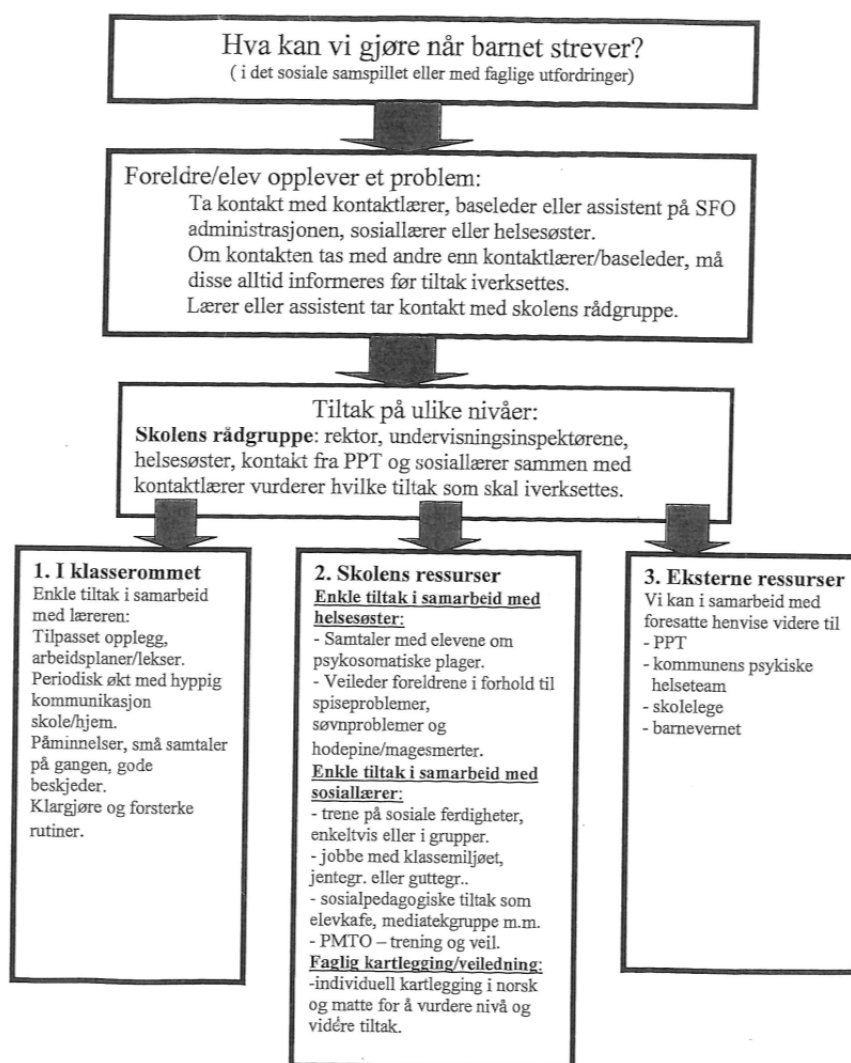 Hva kan vi gjøre når barnet strever?
( i det sosiale samspillet eller med faglige utfordringer)
Foreldre/elev opplever et problem:
Ta kontakt med kontaktlærer, baseleder eller assistent på SFO
administrasjonen, sosiallærer eller helsesøster.
Om kontakten tas med andre enn kontaktlærer/baseleder, må
disse alltid informeres før tiltak iverksettes.
Lærer eller assistent tar kontakt med skolens rådgruppe.
Tiltak på ulike nivåer:
Skolens rådgruppe: rektor, undervisningsinspektørene,
helsesøster, kontakt fra PPT og sosiallærer sammen med
kontaktlærer vurderer hvilke tiltak som skal iverksettes.
1. I klasserommet
Enkle tiltak i samarbeid
med læreren:
Tilpasset opplegg,
arbeidsplaner/lekser.
Periodisk økt med hyppig
kommunikasjon
skole/hjem.
Påminnelser, små samtaler
på gangen, gode
beskjeder.
Klargjøre og forsterke
rutiner.
2. Skolens ressurser
Enkle tiltak i samarbeid med
helsesøster:
- Samtaler med elevene om
psykosomatiske plager.
- Veileder foreldrene i forhold til
spiseproblemer,
søvnproblemer og
hodepine/magesmerter.
Enkle tiltak i samarbeid med
sosiallærer:
- trene på sosiale ferdigheter,
enkeltvis eller i grupper.
- jobbe med klassemiljøet,
jentegr. eller guttegr..
- sosialpedagogiske tiltak som
elevkafe, mediatekgruppe m.m.
- PMTO – trening og veil.
Faglig kartlegging/veiledning:
-individuell kartlegging i norsk
og matte for å vurdere nivå og
vidére tiltak.
3. Eksterne ressurser
Vi kan i samarbeid med
foresatte henvise videre til
- PPT
- kommunens psykiske
helseteam
- skolelege
- barnevernet